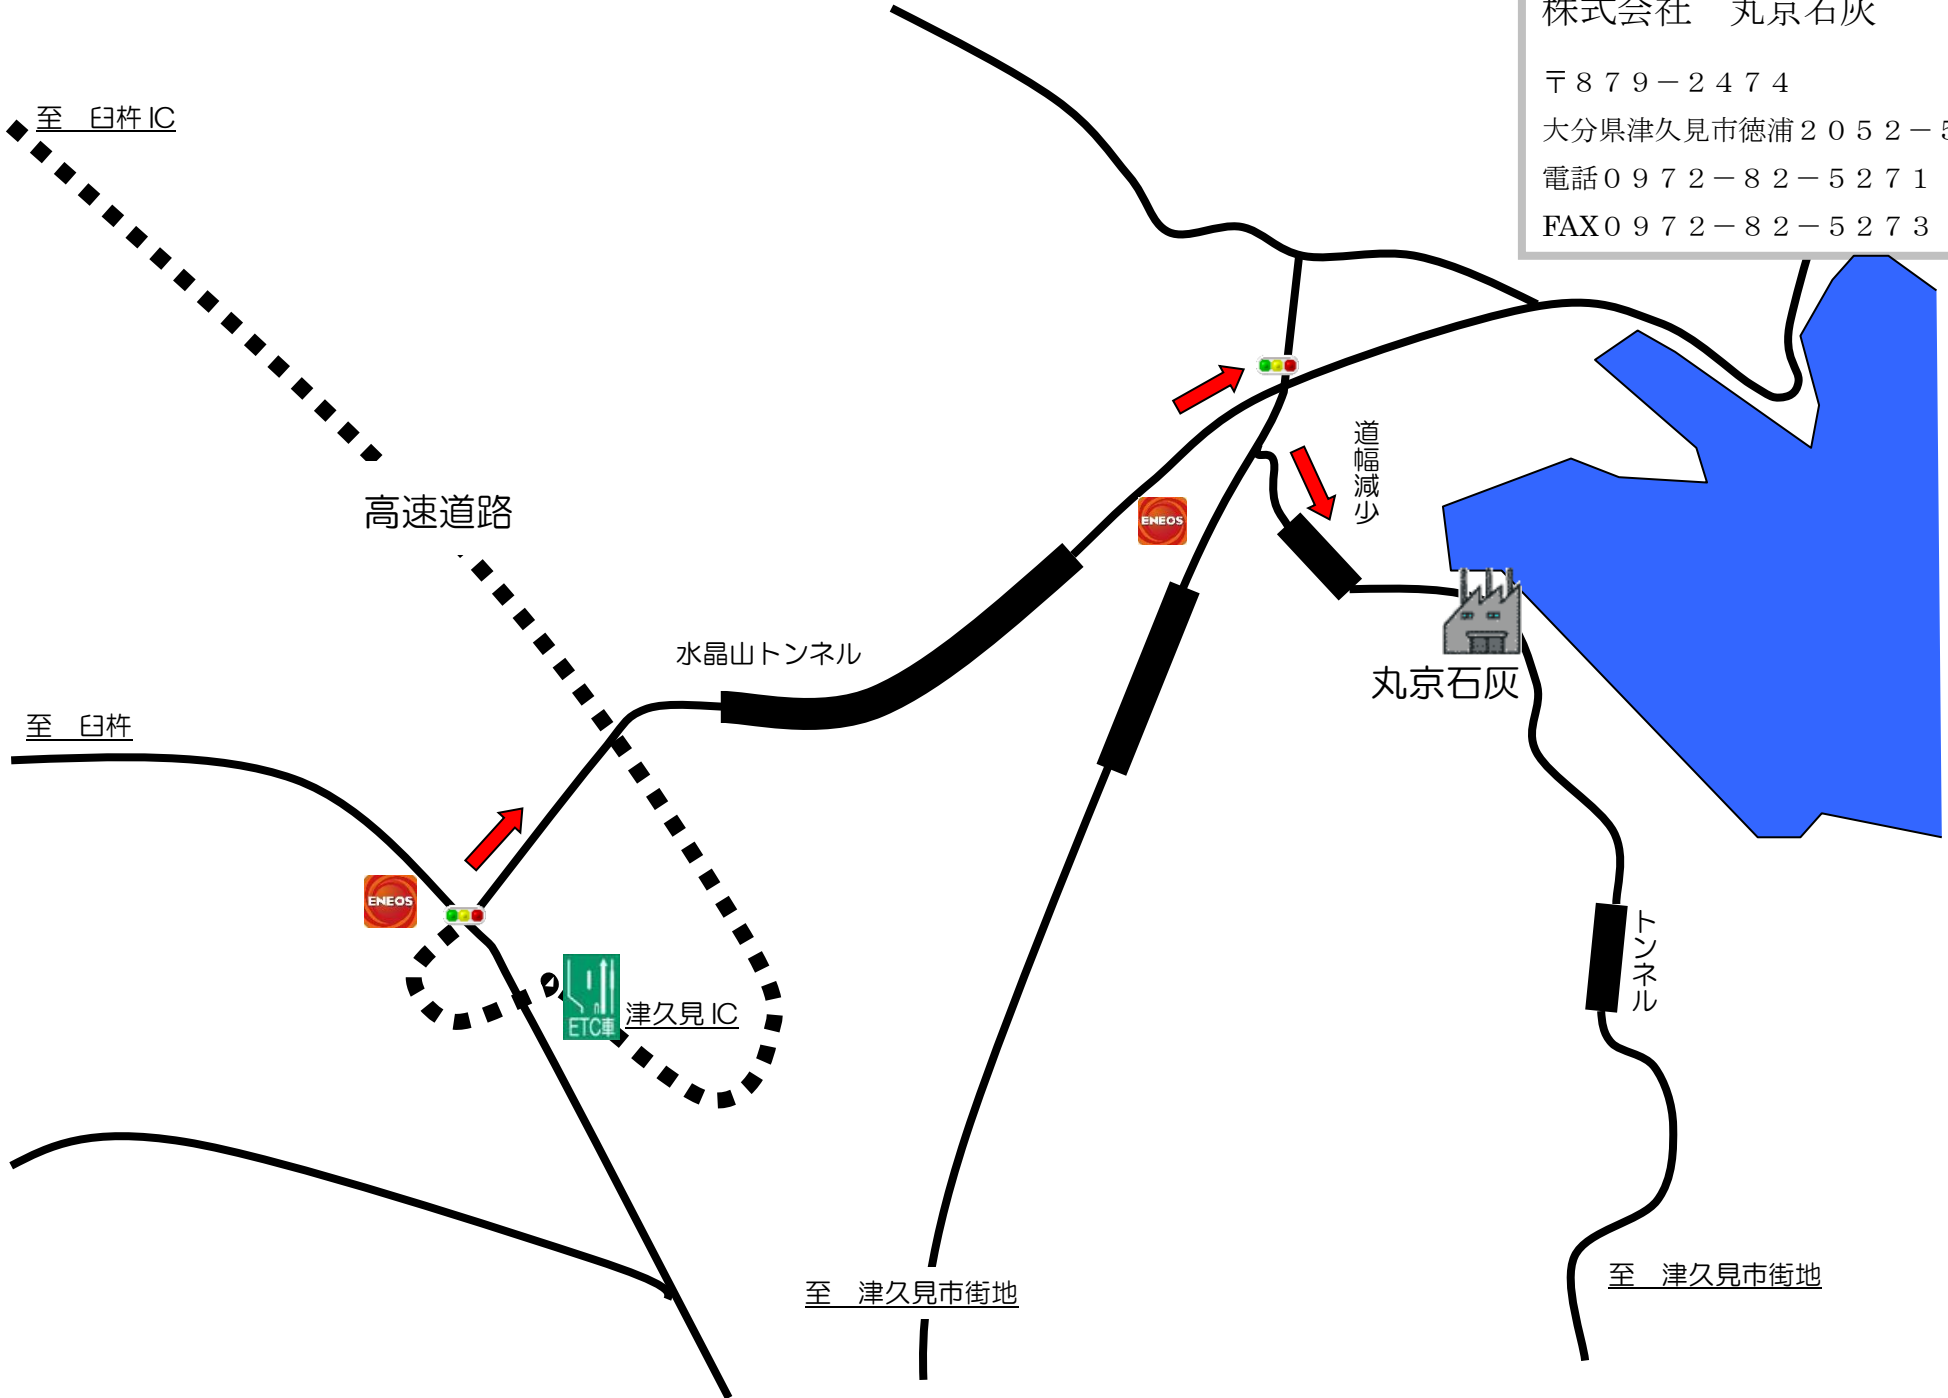 株式会社　丸京石灰
〒８７９－２４７４
大分県津久見市徳浦２０５２－５
電話０９７２－８２－５２７１
FAX０９７２－８２－５２７３
至　臼杵 IC
高速道路
道幅減少
ENEOS
水晶山トンネル
丸京石灰
至　臼杵
ENEOS
トンネル
ETC車
津久見 IC
至　津久見市街地
至　津久見市街地